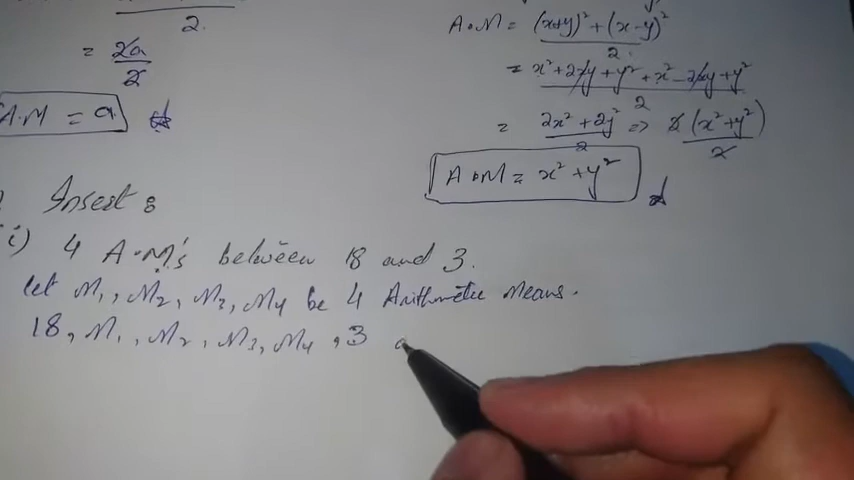 2
= 2a
2
A.M = a
A.M = (x+y)² + (x-y)²
2
= x²+2xy+y²+x²-2xy+y²
2
= 2x²+2y² => 2(x²+y²)
2 2
A.M = x²+y²
Insert :
i) 4 A.M's between 18 and 3.
let M₁, M₂, M₃, M₄ be 4 Arithmetic Means.
18, M₁, M₂, M₃, M₄, 3